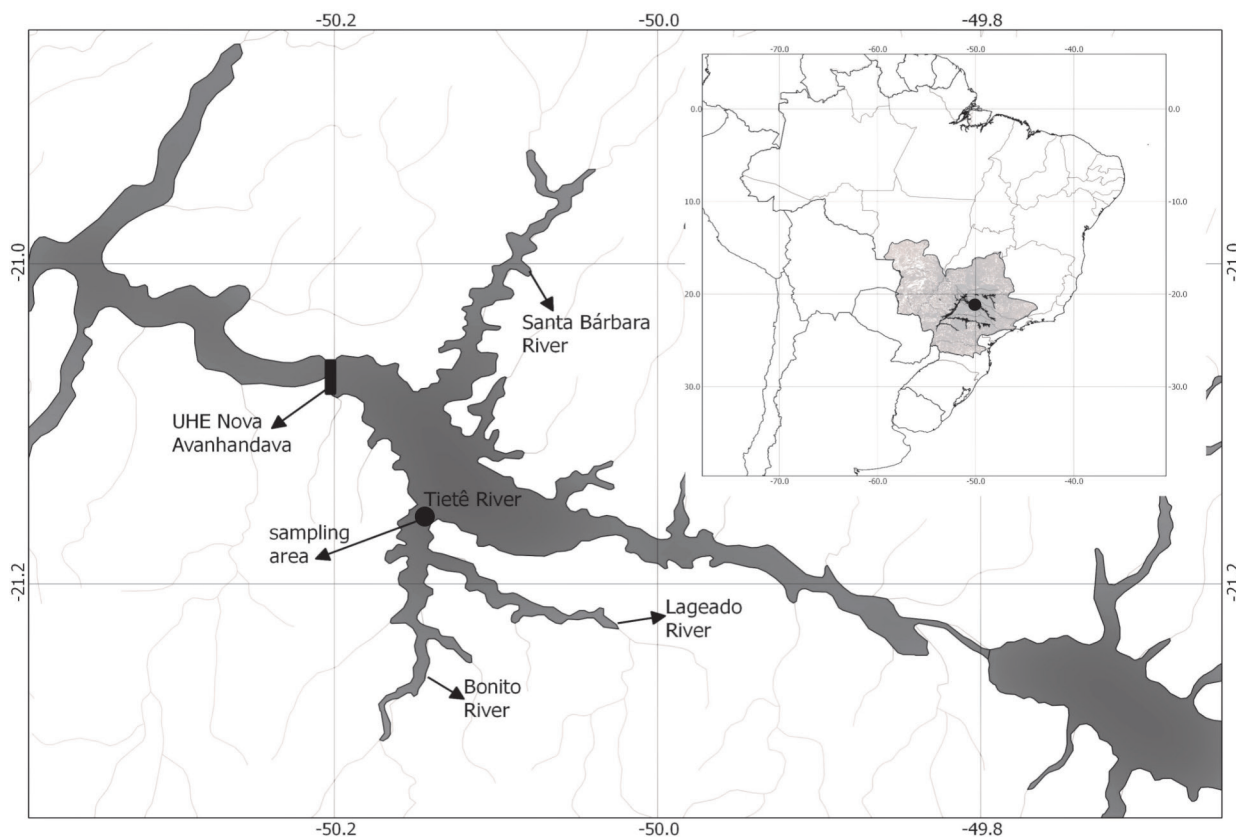 -50.2
-50.0
-49.8
-70.0
-60.0
-50.0
-40.0
0.0
0.0
-10.0
-10.0
-21.0
-21.0
-20.0
-20.0
Santa Bárbara
River
-30.0
-30.0
UHE Nova
Avanhandava
-70.0
-60.0
-50.0
-40.0
Tietê River
sampling
area
-21.2
-21.2
Lageado
River
Bonito
River
-50.2
-50.0
-49.8